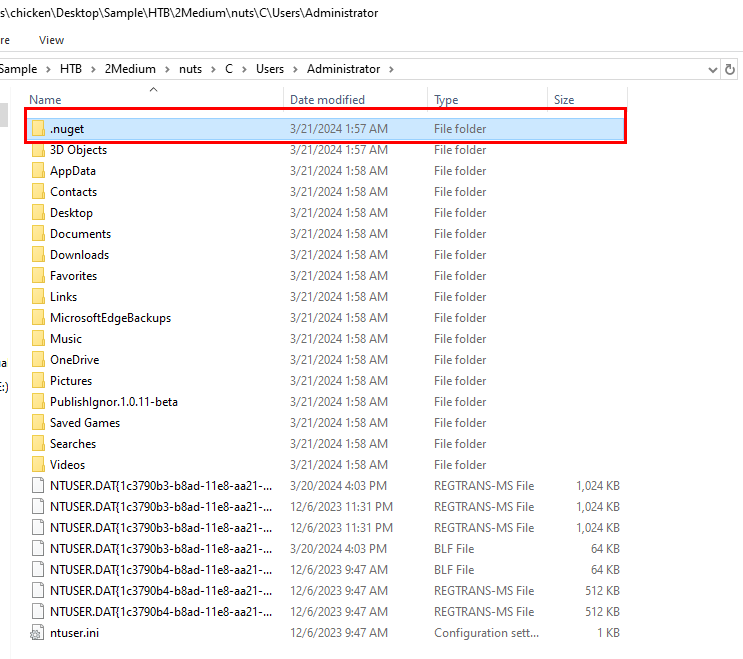 s\chicken\Desktop\Sample\HTB\2Medium\nuts\C\Users\Administrator
re View
Sample > HTB > 2Medium > nuts > C > Users > Administrator >
Name Date modified Type Size
.nuget 3/21/2024 1:57 AM File folder
3D Objects 3/21/2024 1:57 AM File folder
AppData 3/21/2024 1:58 AM File folder
Contacts 3/21/2024 1:58 AM File folder
Desktop 3/21/2024 1:58 AM File folder
Documents 3/21/2024 1:58 AM File folder
Downloads 3/21/2024 1:58 AM File folder
Favorites 3/21/2024 1:58 AM File folder
Links 3/21/2024 1:58 AM File folder
MicrosoftEdgeBackups 3/21/2024 1:58 AM File folder
Music 3/21/2024 1:58 AM File folder
ıa
OneDrive 3/21/2024 1:58 AM File folder
E:)
Pictures 3/21/2024 1:58 AM File folder
PublishIgnor.1.0.11-beta 3/21/2024 1:58 AM File folder
Saved Games 3/21/2024 1:58 AM File folder
Searches 3/21/2024 1:58 AM File folder
Videos 3/21/2024 1:58 AM File folder
NTUSER.DAT{1c3790b3-b8ad-11e8-aa21-... 3/20/2024 4:03 PM REGTRANS-MS File 1,024 KB
NTUSER.DAT{1c3790b3-b8ad-11e8-aa21-... 12/6/2023 11:31 PM REGTRANS-MS File 1,024 KB
NTUSER.DAT{1c3790b3-b8ad-11e8-aa21-... 12/6/2023 11:31 PM REGTRANS-MS File 1,024 KB
NTUSER.DAT{1c3790b3-b8ad-11e8-aa21-... 3/20/2024 4:03 PM BLF File 64 KB
NTUSER.DAT{1c3790b4-b8ad-11e8-aa21-... 12/6/2023 9:47 AM BLF File 64 KB
NTUSER.DAT{1c3790b4-b8ad-11e8-aa21-... 12/6/2023 9:47 AM REGTRANS-MS File 512 KB
NTUSER.DAT{1c3790b4-b8ad-11e8-aa21-... 12/6/2023 9:47 AM REGTRANS-MS File 512 KB
ntuser.ini 12/6/2023 9:47 AM Configuration sett... 1 KB